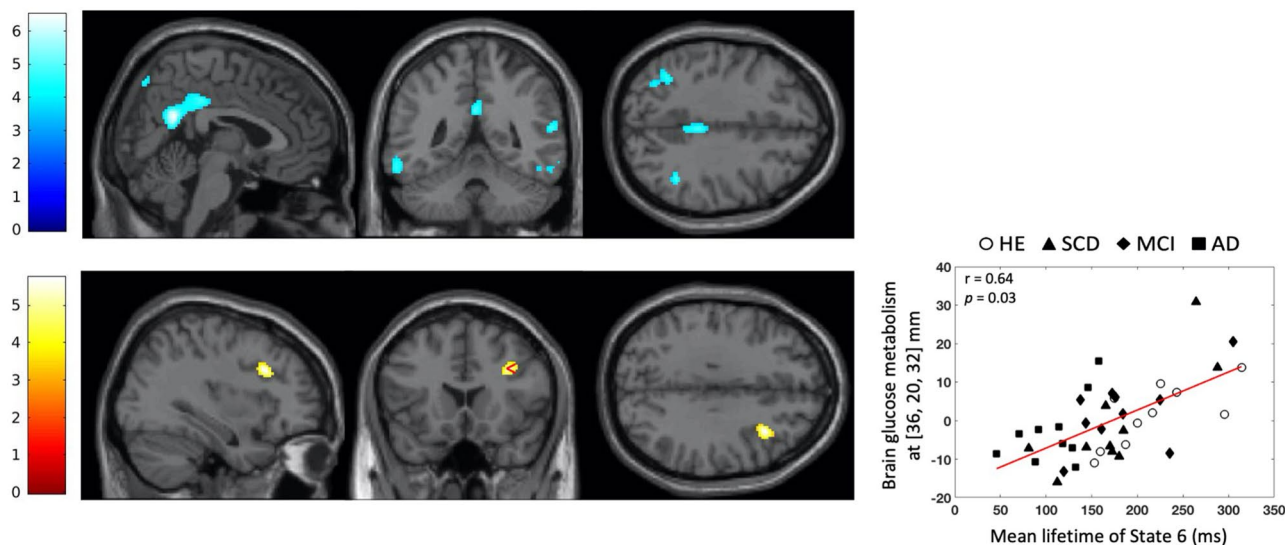 6
5
4
3
2
1
0
5
4
3
2
1
0
HE SCD MCI AD
r = 0.64
p = 0.03
40
30
20
10
0
-10
-20
Brain glucose metabolism
at [36, 20, 32] mm
0 50 100 150 200 250 300 350
Mean lifetime of State 6 (ms)